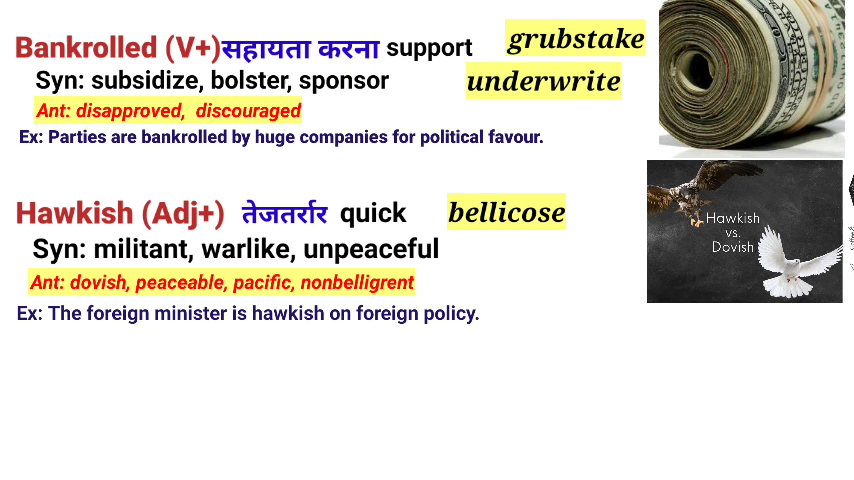 Bankrolled (V+)सहायता करना support grubstake
Syn: subsidize, bolster, sponsor underwrite
Ant: disapproved, discouraged
Ex: Parties are bankrolled by huge companies for political favour.
Hawkish (Adj+) तेजतर्रार quick bellicose
Syn: militant, warlike, unpeaceful
Ant: dovish, peaceable, pacific, nonbelligrent
Ex: The foreign minister is hawkish on foreign policy.
Hawkish
vs.
Dovish